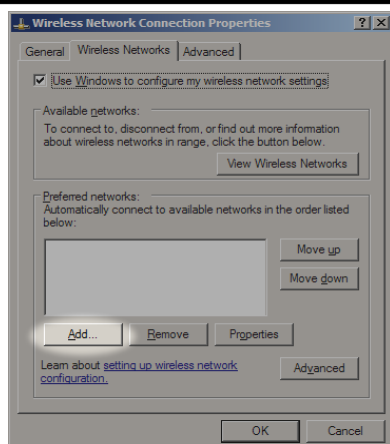 Wireless Network Connection Properties
General Wireless Networks Advanced
Use Windows to configure my wireless network settings
Available networks:
To connect to, disconnect from, or find out more information
about wireless networks in range, click the button below.
View Wireless Networks
Preferred networks:
Automatically connect to available networks in the order listed
below:
Move up
Move down
Add... Remove Properties
Learn about setting up wireless network
configuration.
Advanced
OK Cancel